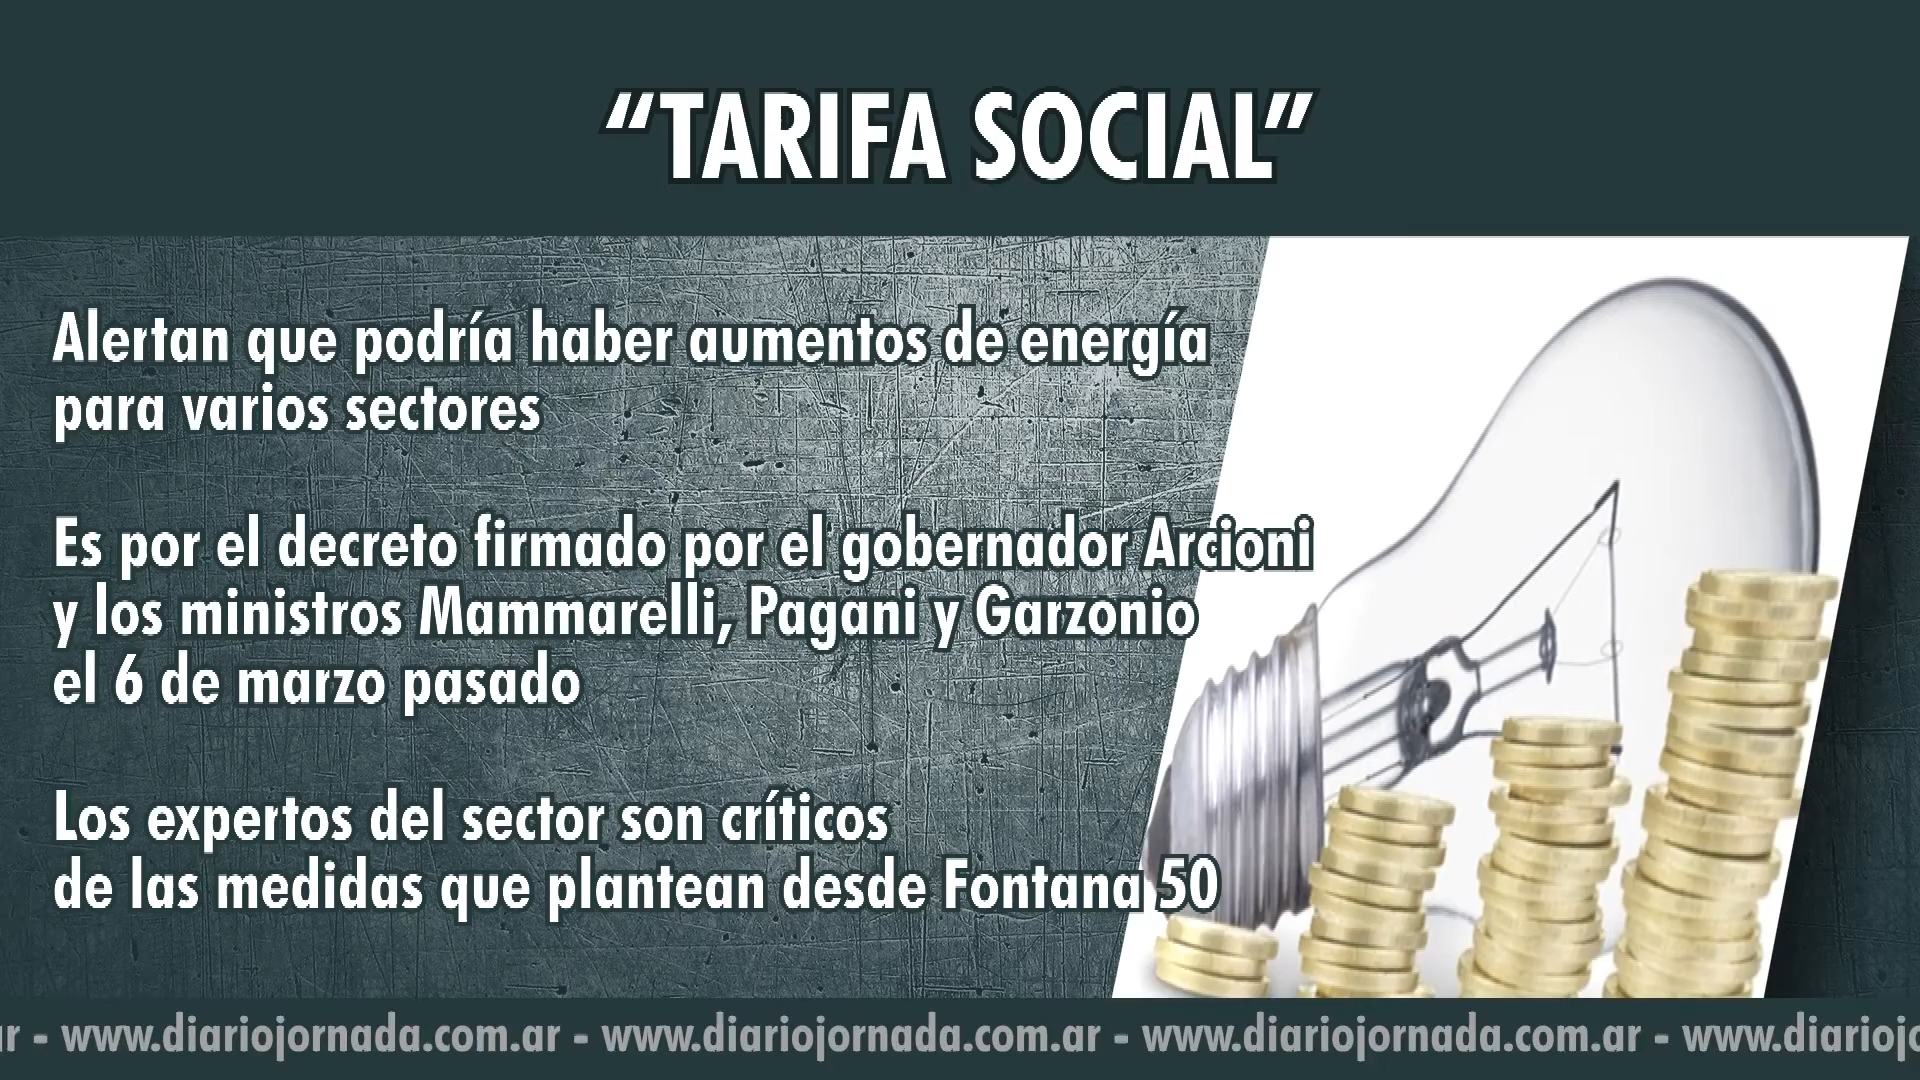 “TARIFA SOCIAL”
Alertan que podría haber aumentos de energía
para varios sectores
Es por el decreto firmado por el gobernador Arcioni
y los ministros Mammarelli, Pagani y Garzonio
el 6 de marzo pasado
Los expertos del sector son críticos
de las medidas que plantean desde Fontana 50
ar - www.diariojornada.com.ar - www.diariojornada.com.ar - www.diariojornada.com.ar - www.diariojo